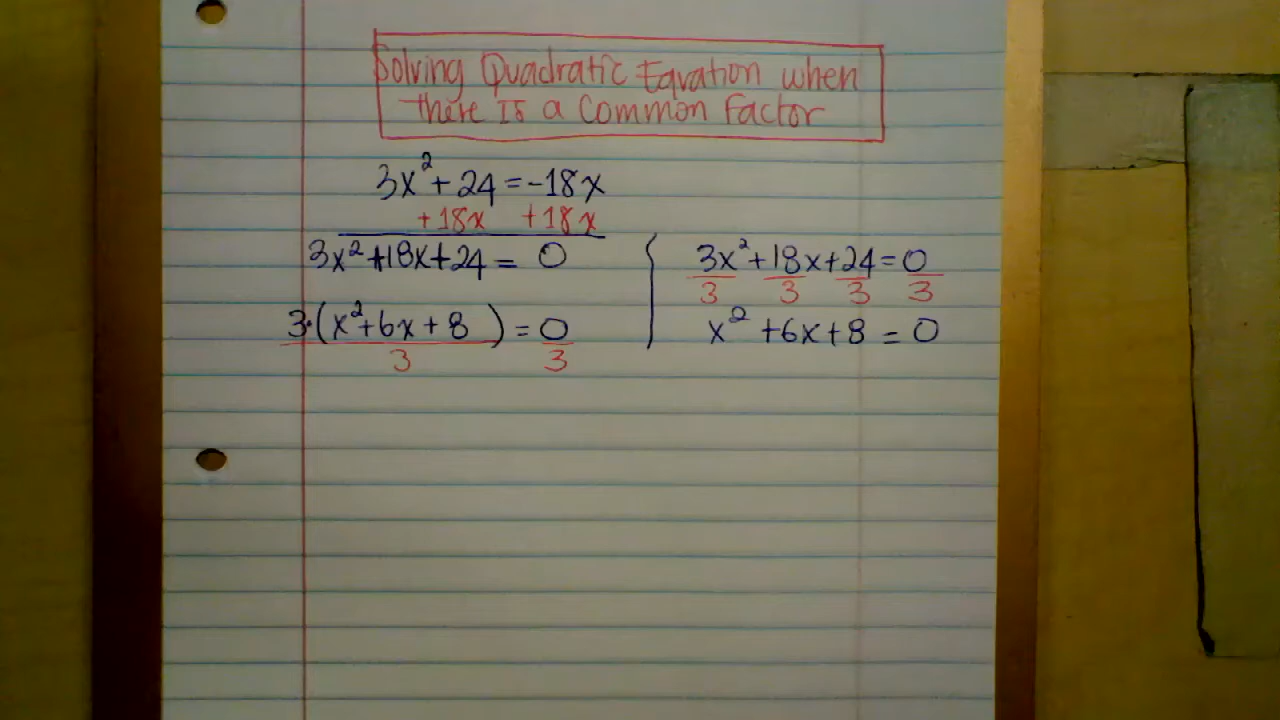 Solving Quadratic Equation when
there Is a Common Factor
3x²+24=-18x
+18x +18x
3x²+18x+24= 0
3·(x²+6x+8)=0
3 3
3x²+18x+24=0
3 3 3 3
x²+6x+8=0